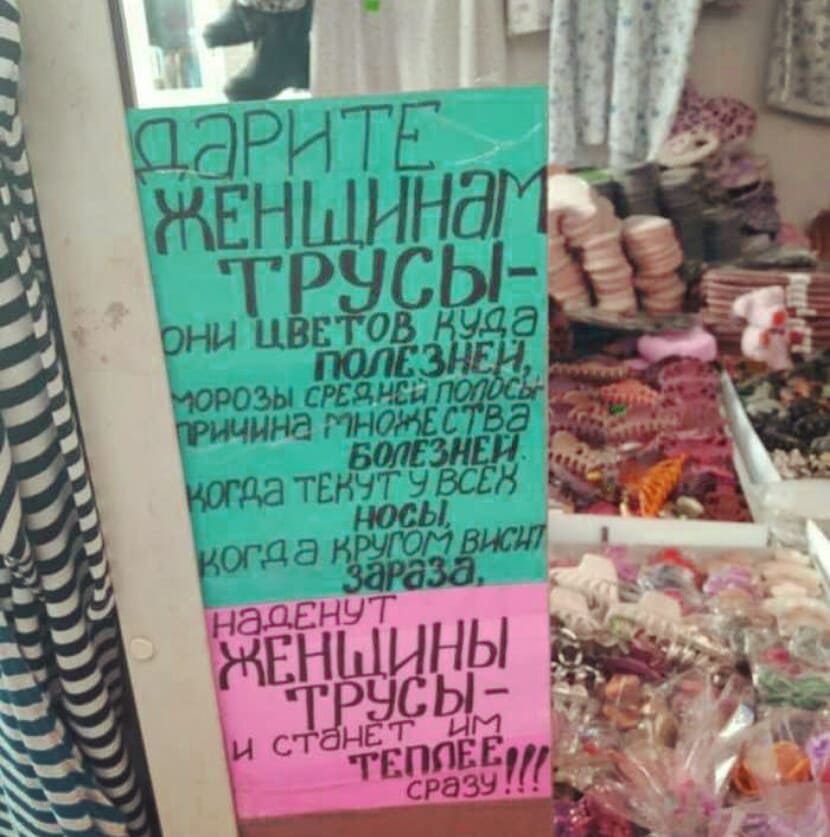 ДАРИТЕ
ЖЕНЩИНАМ
ТРУСЫ-
ОНИ ЦВЕТОВ КУДА
ПОЛЕЗНЕЙ,
МОРОЗЫ СРЕДНЕЙ ПОЛОСЫ-
ПРИЧИНА МНОЖЕСТВА
БОЛЕЗНЕЙ.
КОГДА ТЕКУТ У ВСЕХ
НОСЫ,
КОГДА КРУГОМ ВИСИТ
ЗАРАЗА,
НАДЕНУТ
ЖЕНЩИНЫ
ТРУСЫ-
И СТАНЕТ ИМ
ТЕПЛЕЕ
СРАЗУ!!!